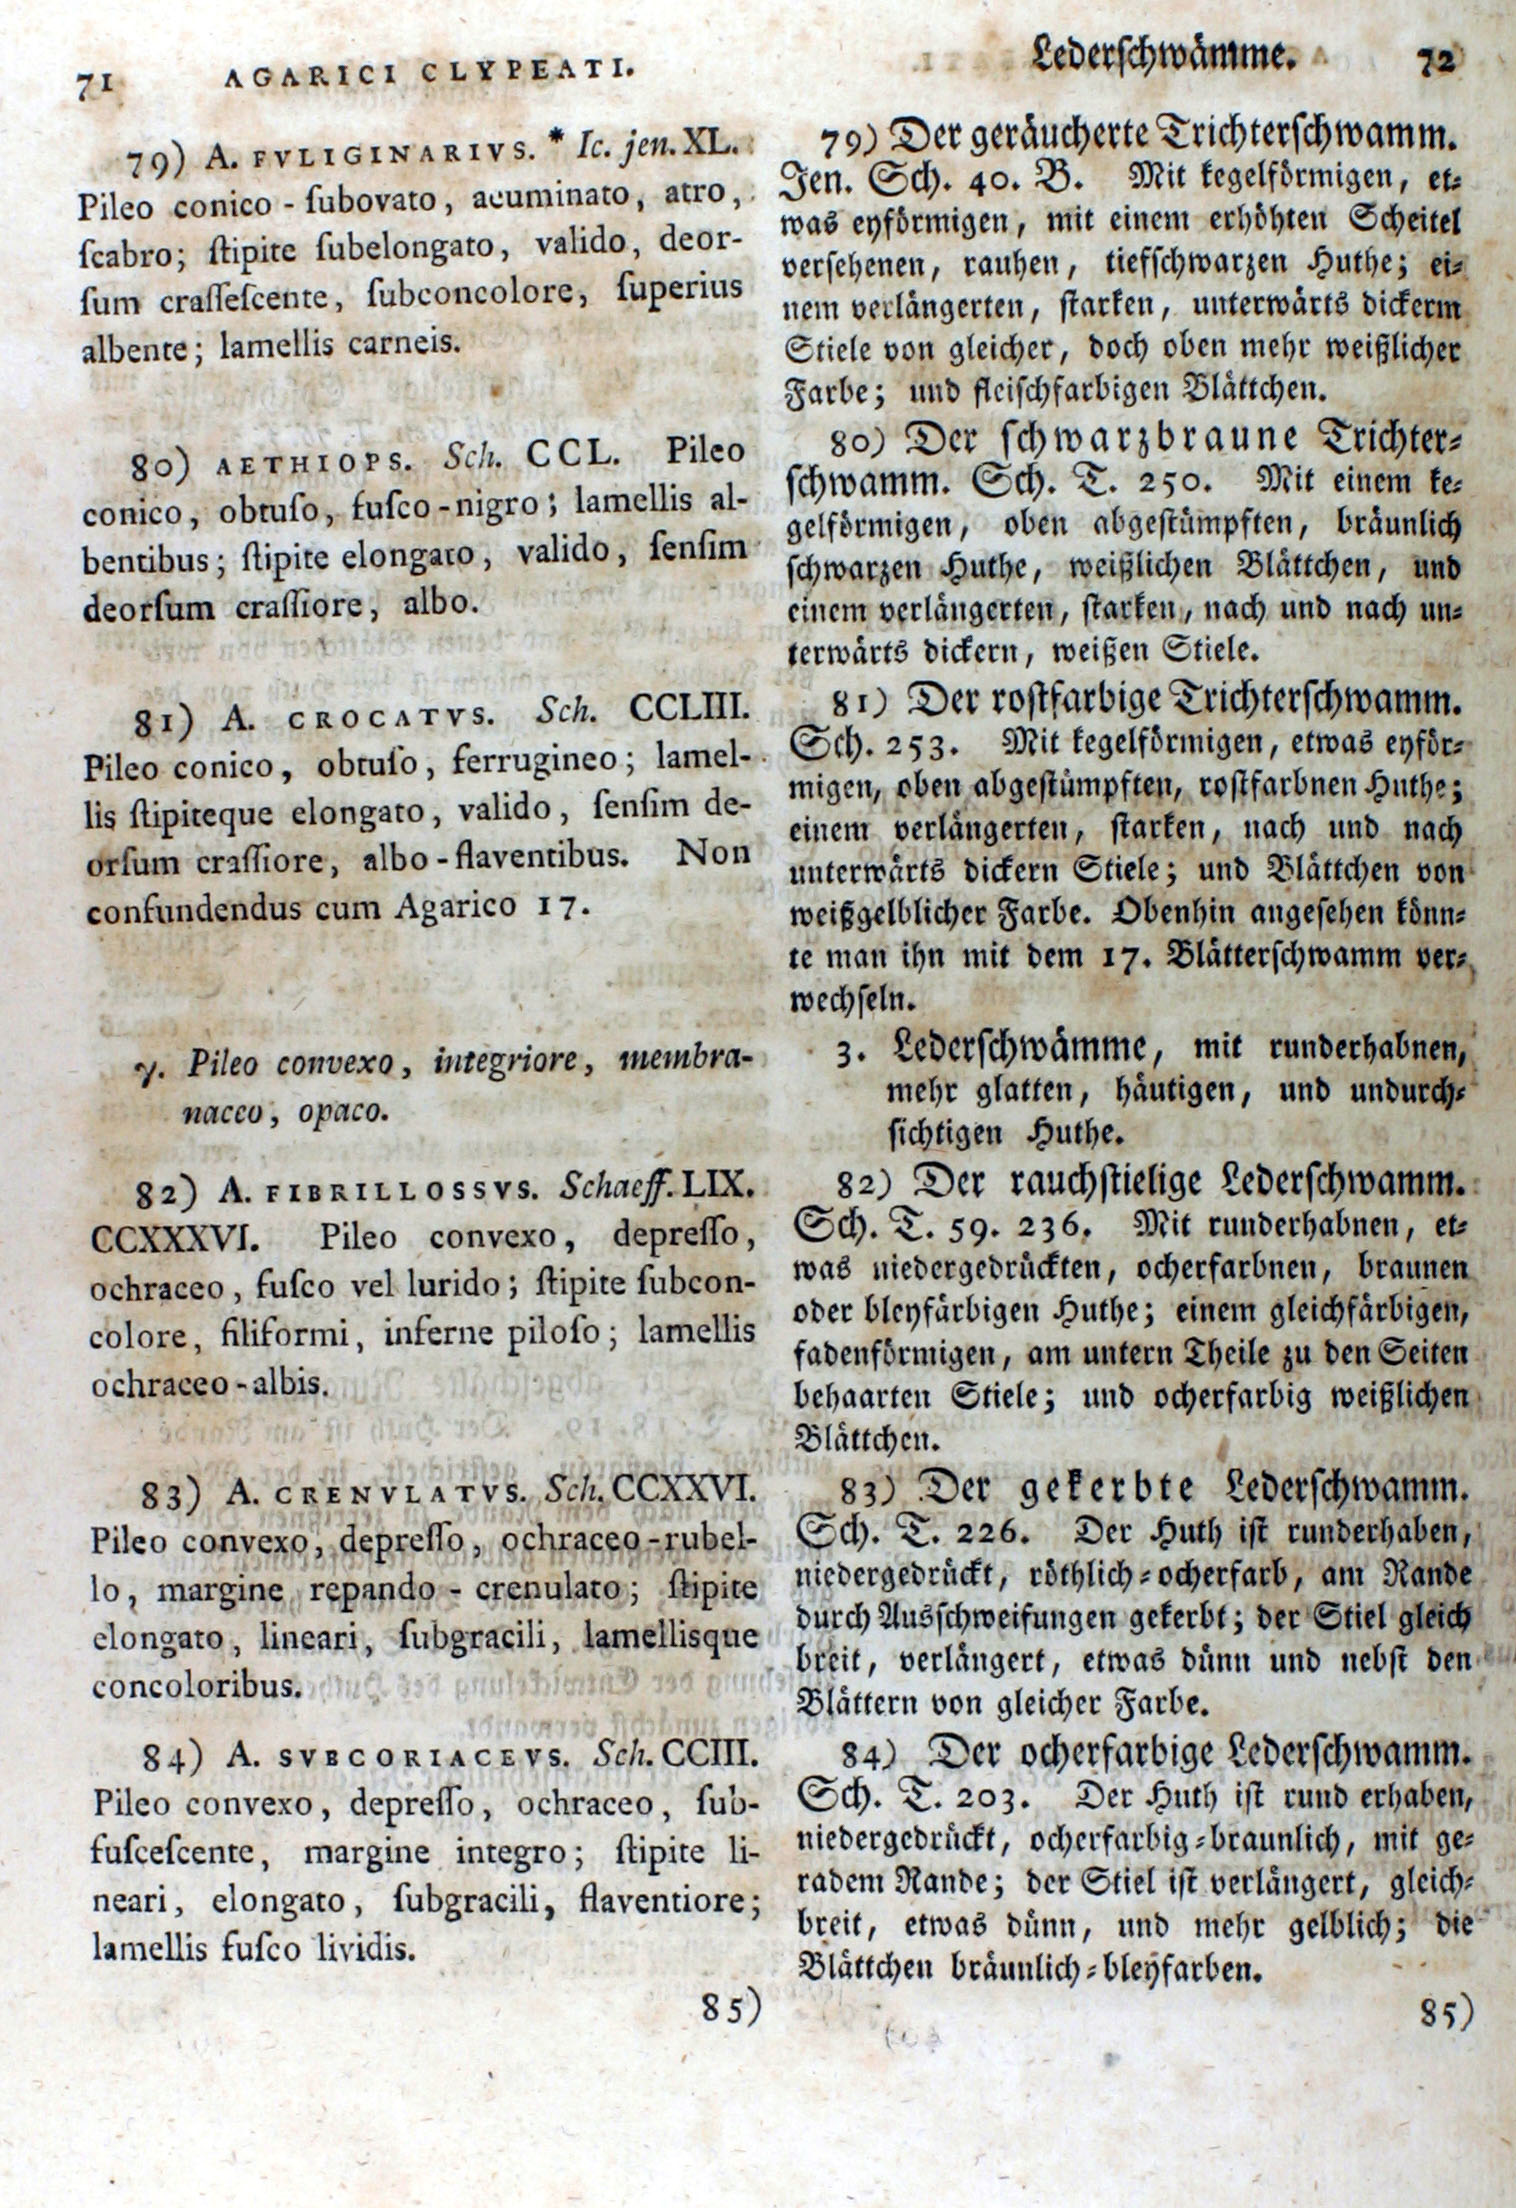 71 AGARICI CLYPEATI.
79) A. FVLIGINARIVS. * Ic. jen. XL.
Pileo conico - ſubovato, acuminato, atro,
ſcabro; ſtipite ſubelongato, valido, deor-
ſum craſſeſcente, ſubconcolore, ſuperius
albente; lamellis carneis.
80) AETHIOPS. Sch. CCL. Pileo
conico, obtuſo, fuſco-nigro; lamellis al-
bentibus; ſtipite elongato, valido, ſenſim
deorſum craſſiore, albo.
81) A. CROCATVS. Sch. CCLIII.
Pileo conico, obtuſo, ferrugineo; lamel-
lis ſtipiteque elongato, valido, ſenſim de-
orſum craſſiore, albo-flaventibus. Non
confundendus cum Agarico 17.
γ. Pileo convexo, integriore, membra-
naceo, opaco.
82) A. FIBRILLOSSVS. Schaeff. LIX.
CCXXXVI. Pileo convexo, depreſſo,
ochraceo, fuſco vel lurido; ſtipite ſubcon-
colore, filiformi, inferne piloſo; lamellis
ochraceo-albis.
83) A. CRENVLATVS. Sch. CCXXVI.
Pileo convexo, depreſſo, ochraceo-rubel-
lo, margine repando - crenulato; ſtipite
elongato, lineari, ſubgracili, lamellisque
concoloribus.
84) A. SVBCORIACEVS. Sch. CCIII.
Pileo convexo, depreſſo, ochraceo, ſub-
fuſceſcente, margine integro; ſtipite li-
neari, elongato, ſubgracili, flaventiore;
lamellis fuſco lividis.
85)
Lederſchwämme. 72
79) Der geräucherte Trichterſchwamm.
Jen. Sch. 40. B. Mit kegelförmigen, et-
was eyförmigen, mit einem erhöhten Scheitel
verſehenen, rauhen, tiefſchwarzen Huthe; ei-
nem verlängerten, ſtarken, unterwärts dickerm
Stiele von gleicher, doch oben mehr weißlicher
Farbe; und fleiſchfarbigen Blättchen.
80) Der ſchwarzbraune Trichter-
ſchwamm. Sch. T. 250. Mit einem ke-
gelförmigen, oben abgeſtümpften, bräunlich
ſchwarzen Huthe, weißlichen Blättchen, und
einem verlängerten, ſtarken, nach und nach un-
terwärts dickern, weißen Stiele.
81) Der roſtfarbige Trichterſchwamm.
Sch. 253. Mit kegelförmigen, etwas eyför-
migen, oben abgeſtümpften, roſtfarbnen Huthe;
einem verlängerten, ſtarken, nach und nach
unterwärts dickern Stiele; und Blättchen von
weißgelblicher Farbe. Obenhin angeſehen könn-
te man ihn mit dem 17. Blätterſchwamm ver-
wechſeln.
3. Lederſchwämme, mit runderhabnen,
mehr glatten, häutigen, und undurch-
ſichtigen Huthe.
82) Der rauchſtielige Lederſchwamm.
Sch. T. 59. 236. Mit runderhabnen, et-
was niedergedrückten, ocherfarbnen, braunen
oder bleyfärbigen Huthe; einem gleichfärbigen,
fadenförmigen, am untern Theile zu den Seiten
behaarten Stiele; und ocherfarbig weißlichen
Blättchen.
83) Der gekerbte Lederſchwamm.
Sch. T. 226. Der Huth iſt runderhaben,
niedergedrückt, röthlich-ocherfarb, am Rande
durch Ausſchweifungen gekerbt; der Stiel gleich
breit, verlängert, etwas dünn und nebſt den
Blättern von gleicher Farbe.
84) Der ocherfarbige Lederſchwamm.
Sch. T. 203. Der Huth iſt rund erhaben,
niedergedrückt, ocherfarbig-braunlich, mit ge-
radem Rande; der Stiel iſt verlängert, gleich-
breit, etwas dünn, und mehr gelblich; die
Blättchen bräunlich-bleyfarben.
85)